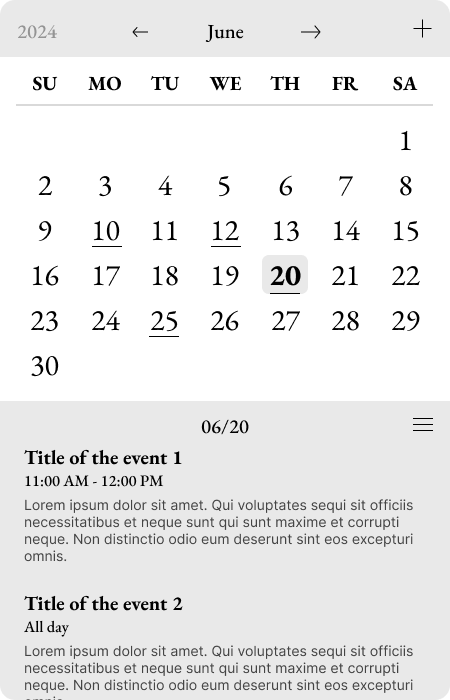 2024 ← June → +
SU MO TU WE TH FR SA
1
2 3 4 5 6 7 8
9 10 11 12 13 14 15
16 17 18 19 20 21 22
23 24 25 26 27 28 29
30
06/20
Title of the event 1
11:00 AM - 12:00 PM
Lorem ipsum dolor sit amet. Qui voluptates sequi sit officiis
necessitatibus et neque sunt qui sunt maxime et corrupti
neque. Non distinctio odio eum deserunt sint eos excepturi
omnis.
Title of the event 2
All day
Lorem ipsum dolor sit amet. Qui voluptates sequi sit officiis
necessitatibus et neque sunt qui sunt maxime et corrupti
neque. Non distinctio odio eum deserunt sint eos excepturi